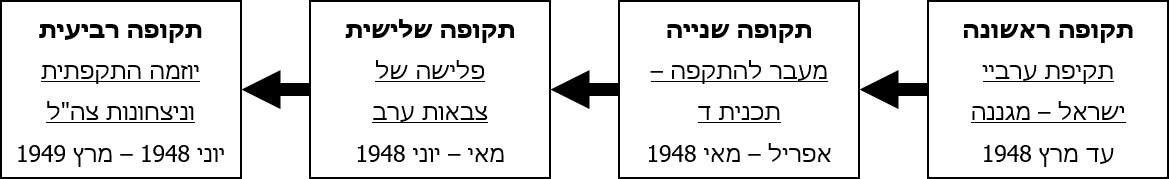 תקופה ראשונה
תקיפת ערביי
ישראל – מגננה
עד מרץ 1948
תקופה שנייה
מעבר להתקפה –
תכנית ד
אפריל – מאי 1948
תקופה שלישית
פלישה של
צבאות ערב
מאי – יוני 1948
תקופה רביעית
יוזמה התקפתית
וניצחונות צה"ל
יוני 1948 – מרץ 1949